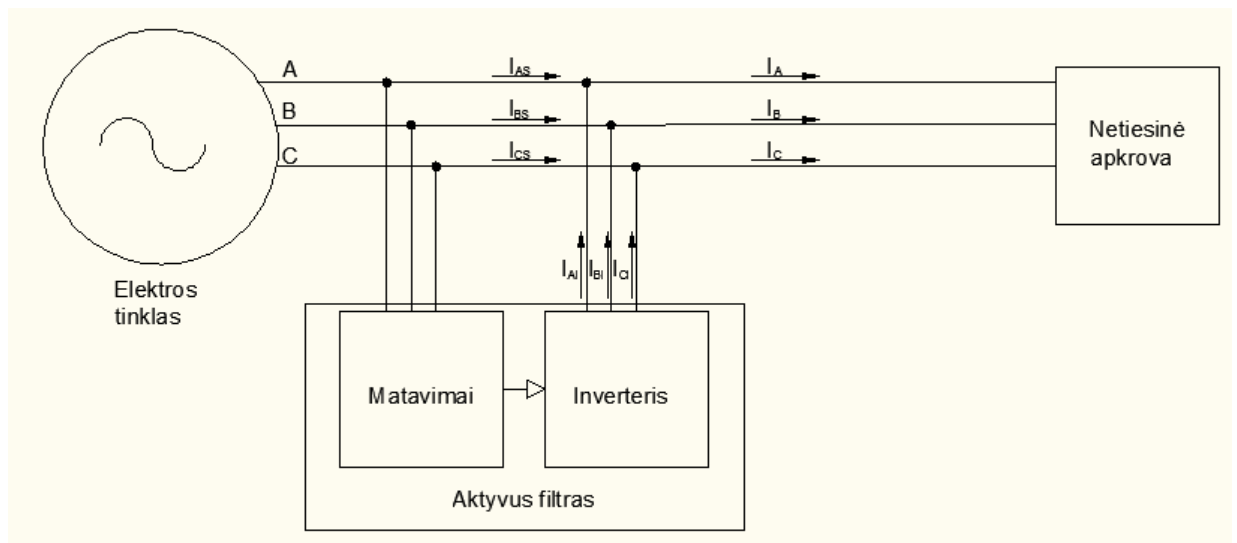 A
I_AS
I_A
B
I_BS
I_B
C
I_CS
I_C
Netiesinė
apkrova
Elektros
tinklas
I_AI
I_BI
I_CI
Matavimai
Inverteris
Aktyvus filtras